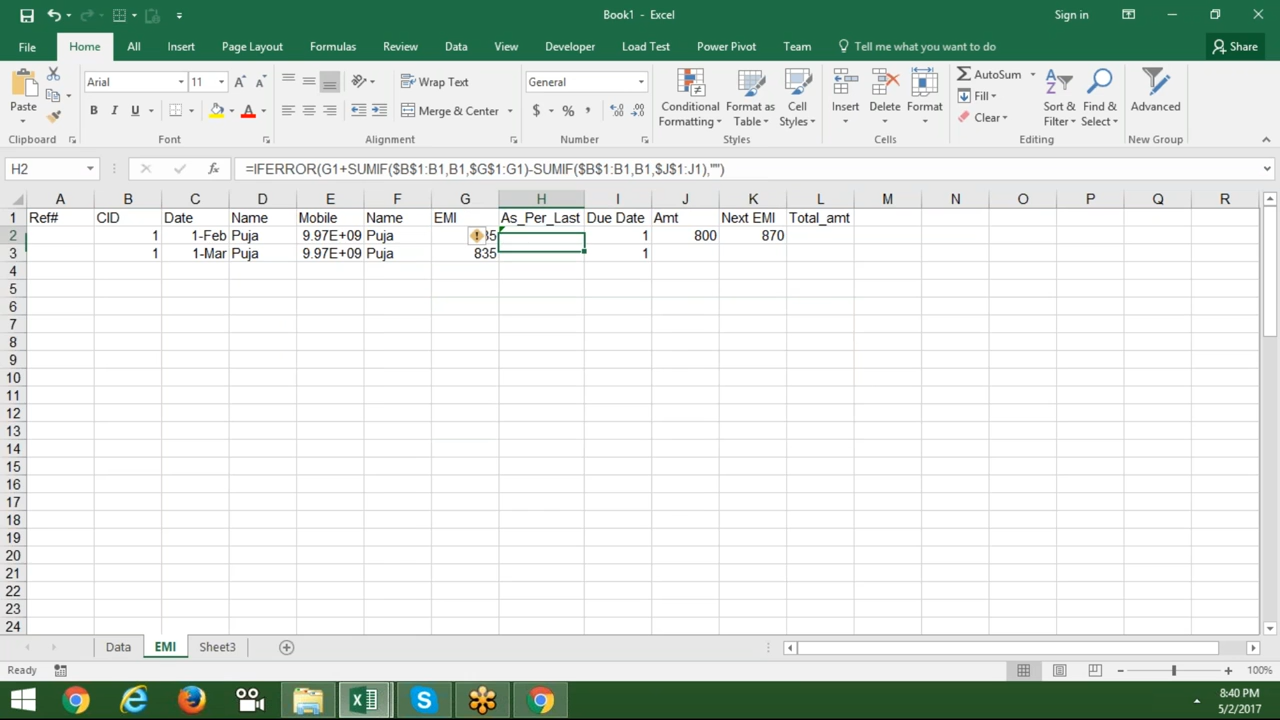 Book1 - Excel
Sign in
File Home All Insert Page Layout Formulas Review Data View Developer Load Test Power Pivot Team Tell me what you want to do Share
Paste
Arial 11
B I U
Wrap Text
Merge & Center
General
$ % ,
Conditional Formatting
Format as Table
Cell Styles
Insert
Delete
Format
AutoSum
Fill
Clear
Sort & Filter
Find & Select
Advanced
Clipboard Font Alignment Number Styles Cells Editing New Group
H2 fx =IFERROR(G1+SUMIF($B$1:B1,B1,$G$1:G1)-SUMIF($B$1:B1,B1,$J$1:J1),"")
A B C D E F G H I J K L M N O P Q R
1 Ref# CID Date Name Mobile Name EMI As_Per_Last Due Date Amt Next EMI Total_amt
2 1 1-Feb Puja 9.97E+09 Puja 35 1 800 870
3 1 1-Mar Puja 9.97E+09 Puja 835 1
4
5
6
7
8
9
10
11
12
13
14
15
16
17
18
19
20
21
22
23
24
Data EMI Sheet3
Ready 100%
8:40 PM
5/2/2017